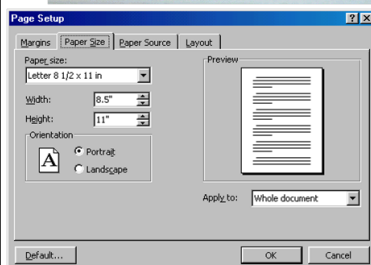 Page Setup
Margins Paper Size Paper Source Layout
Paper size:
Letter 8 1/2 x 11 in
Width: 8.5"
Height: 11"
Orientation
A
Portrait
Landscape
Preview
Apply to: Whole document
Default... OK Cancel